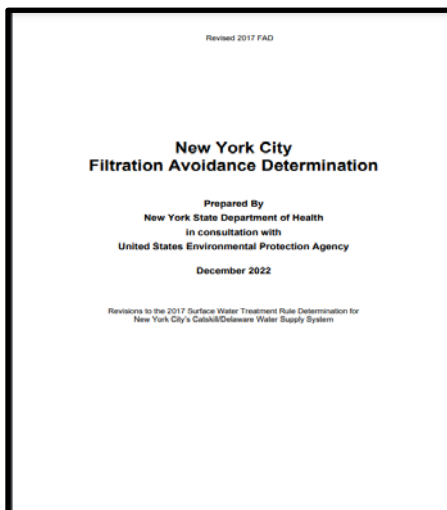 Revised 2017 FAD
New York City
Filtration Avoidance Determination
Prepared By
New York State Department of Health
in consultation with
United States Environmental Protection Agency
December 2022
Revisions to the 2017 Surface Water Treatment Rule Determination for
New York City's Catskill/Delaware Water Supply System